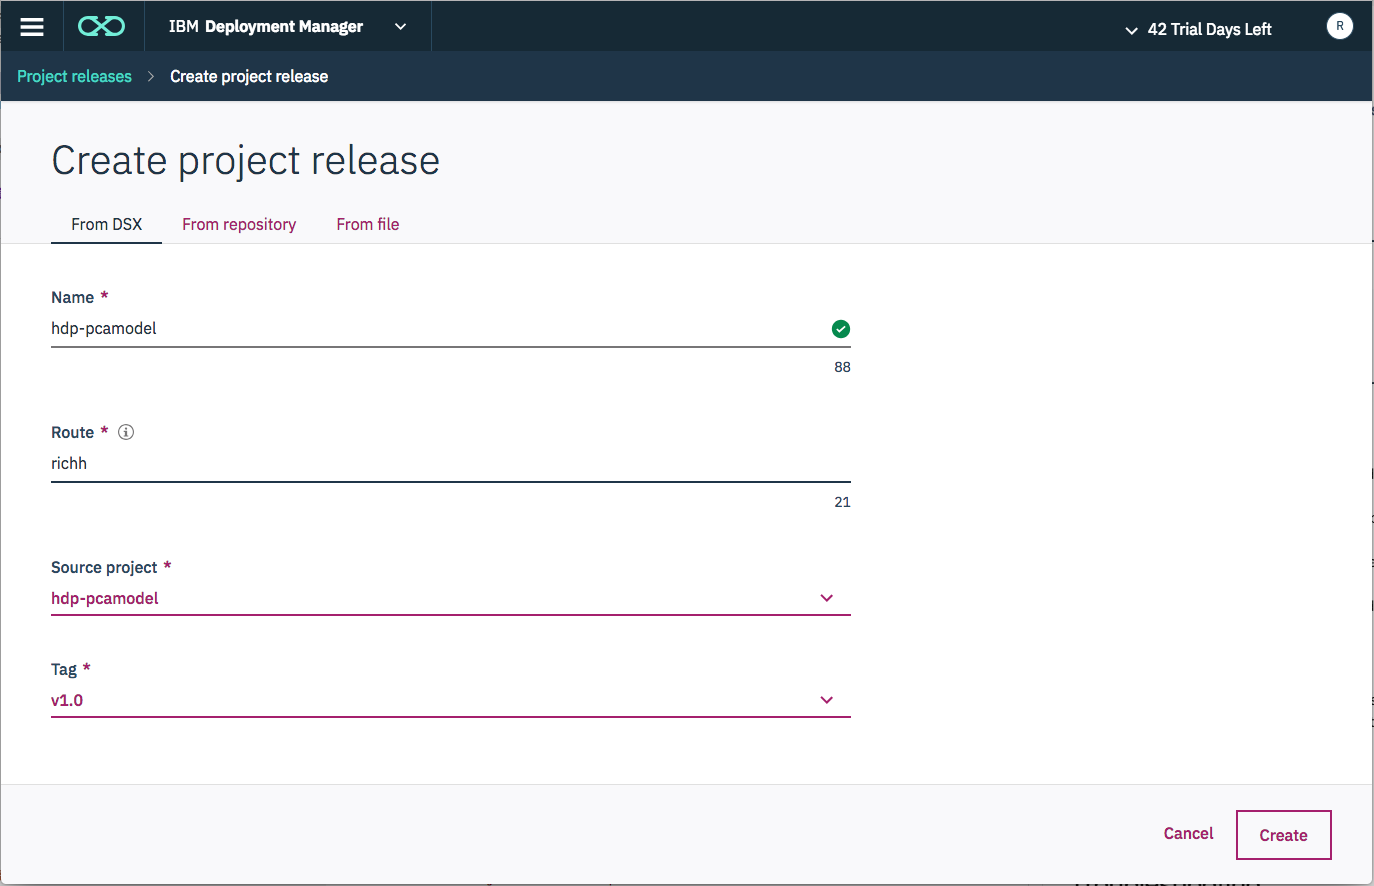 IBM Deployment Manager
42 Trial Days Left
R
Project releases > Create project release
Create project release
From DSX From repository From file
Name *
hdp-pcamodel
88
Route *
richh
21
Source project *
hdp-pcamodel
Tag *
v1.0
Cancel Create